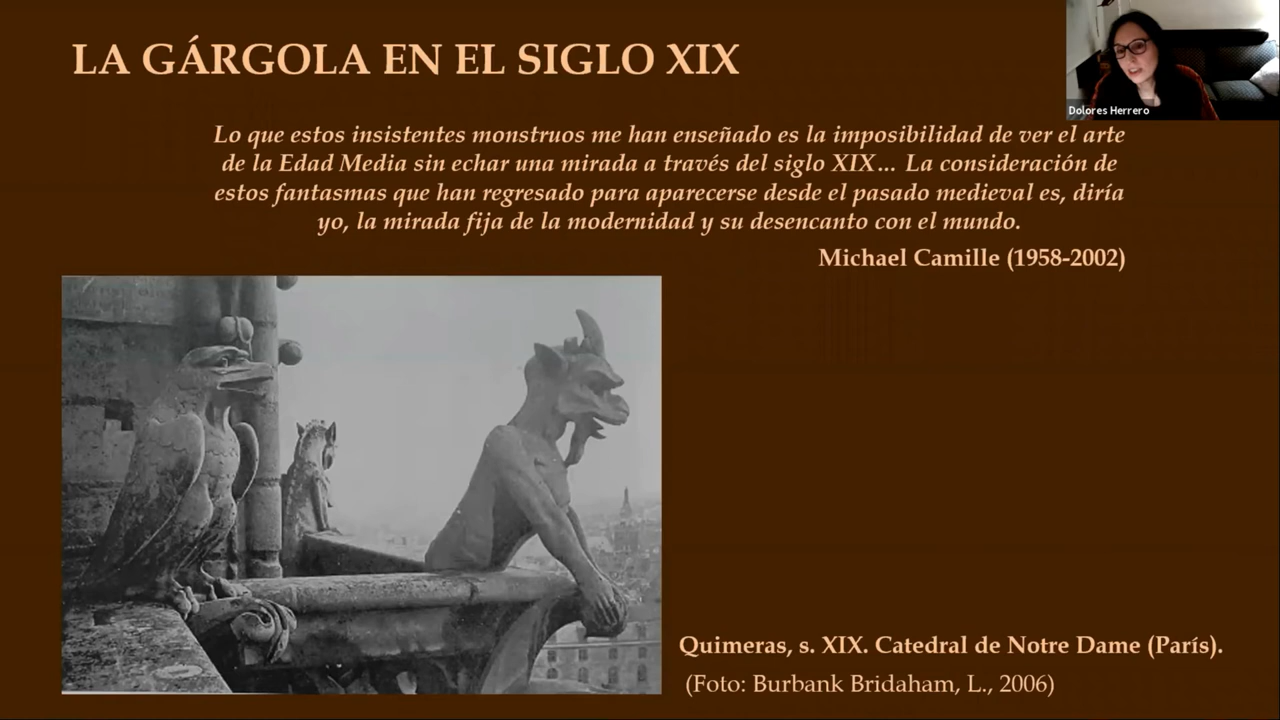 LA GÁRGOLA EN EL SIGLO XIX
Dolores Herrero
Lo que estos insistentes monstruos me han enseñado es la imposibilidad de ver el arte
de la Edad Media sin echar una mirada a través del siglo XIX... La consideración de
estos fantasmas que han regresado para aparecerse desde el pasado medieval es, diría
yo, la mirada fija de la modernidad y su desencanto con el mundo.
Michael Camille (1958-2002)
Quimeras, s. XIX. Catedral de Notre Dame (París).
(Foto: Burbank Bridaham, L., 2006)